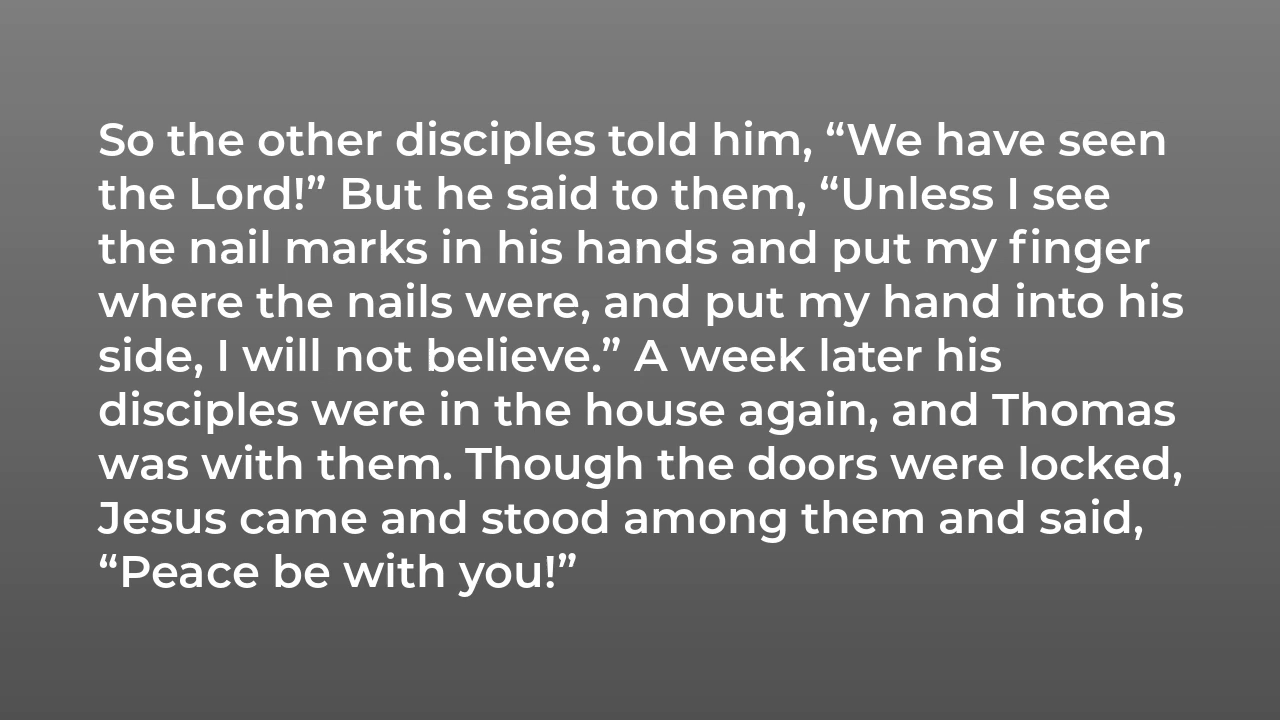 So the other disciples told him, “We have seen
the Lord!” But he said to them, “Unless I see
the nail marks in his hands and put my finger
where the nails were, and put my hand into his
side, I will not believe.” A week later his
disciples were in the house again, and Thomas
was with them. Though the doors were locked,
Jesus came and stood among them and said,
“Peace be with you!”